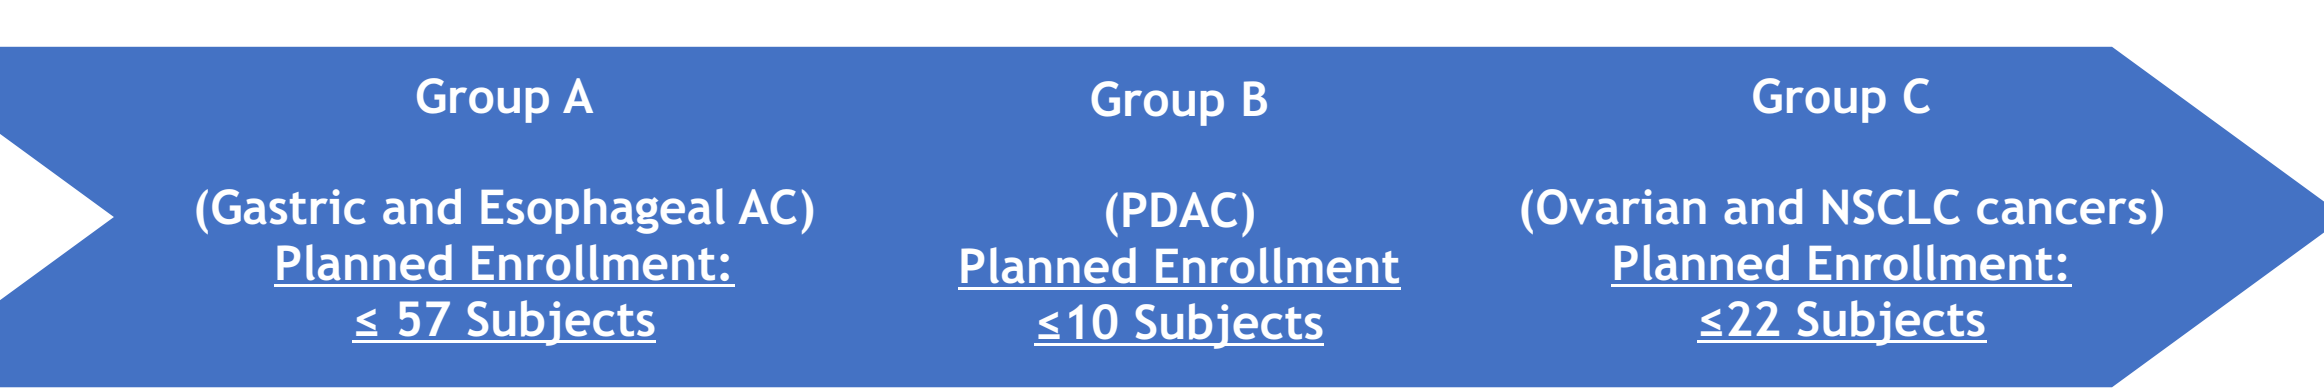 Group A
(Gastric and Esophageal AC)
Planned Enrollment:
≤ 57 Subjects
Group B
(PDAC)
Planned Enrollment
≤10 Subjects
Group C
(Ovarian and NSCLC cancers)
Planned Enrollment:
≤22 Subjects